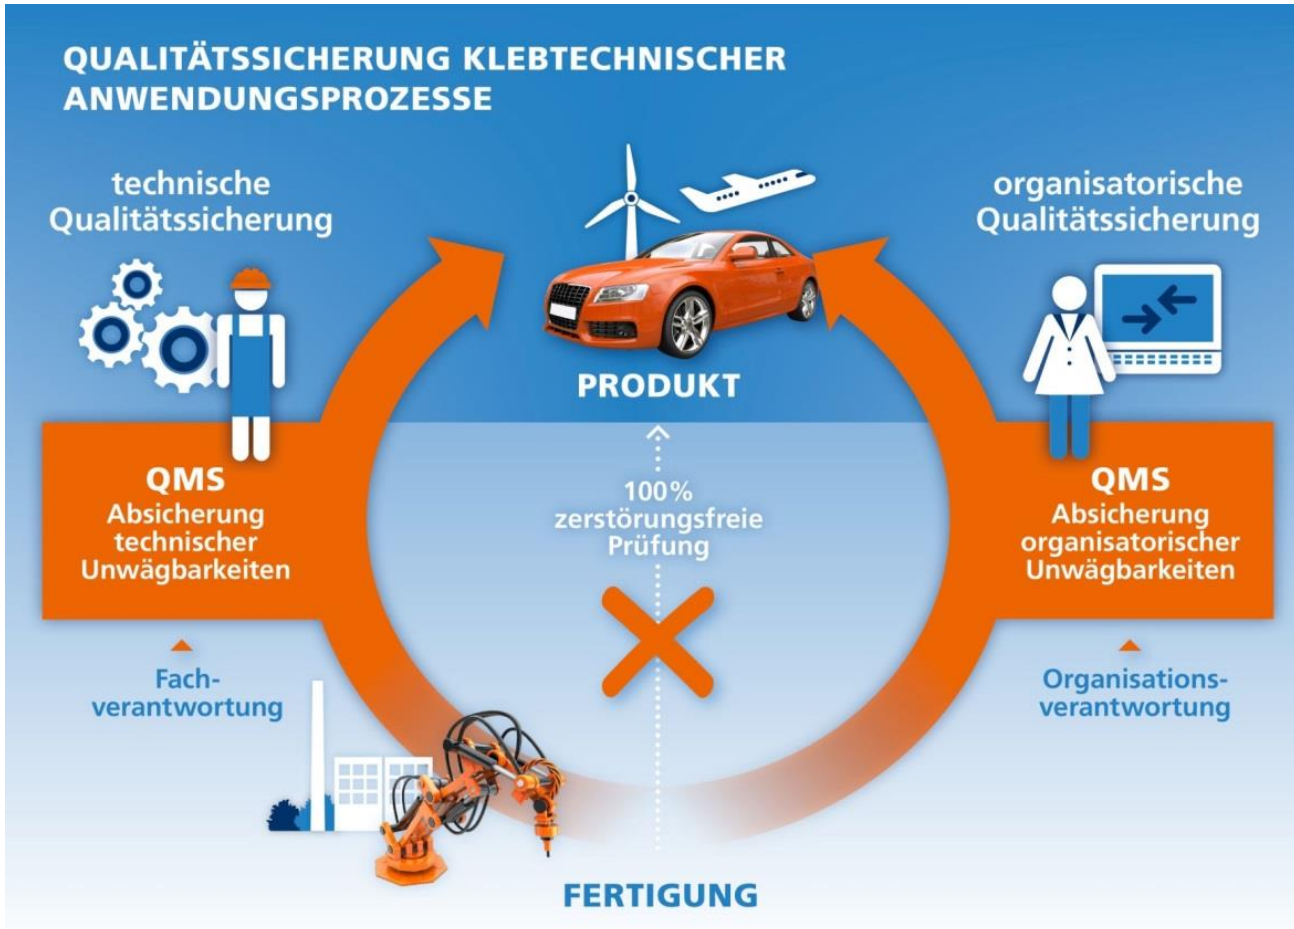 QUALITÄTSSICHERUNG KLEBTECHNISCHER
ANWENDUNGSPROZESSE
technische
Qualitätssicherung
organisatorische
Qualitätssicherung
PRODUKT
QMS
Absicherung
technischer
Unwägbarkeiten
100%
zerstörungsfreie
Prüfung
QMS
Absicherung
organisatorischer
Unwägbarkeiten
Fach-
verantwortung
Organisations-
verantwortung
FERTIGUNG